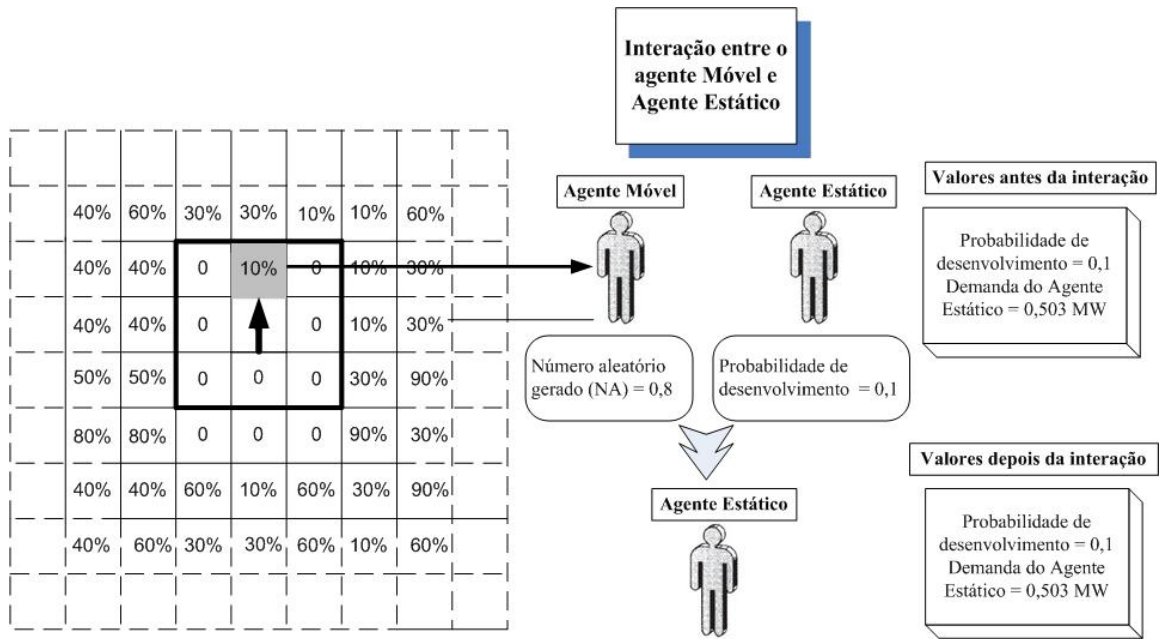 Interação entre o
agente Móvel e
Agente Estático
40% 60% 30% 30% 10% 10% 60%
40% 40% 0 10% 0 10% 30%
40% 40% 0 0 10% 30%
50% 50% 0 0 0 30% 90%
80% 80% 0 0 0 90% 30%
40% 40% 60% 10% 60% 30% 90%
40% 60% 30% 30% 60% 10% 60%
Agente Móvel
Agente Estático
Número aleatório
gerado (NA) = 0,8
Probabilidade de
desenvolvimento = 0,1
Agente Estático
Valores antes da interação
Probabilidade de
desenvolvimento = 0,1
Demanda do Agente
Estático = 0,503 MW
Valores depois da interação
Probabilidade de
desenvolvimento = 0,1
Demanda do Agente
Estático = 0,503 MW